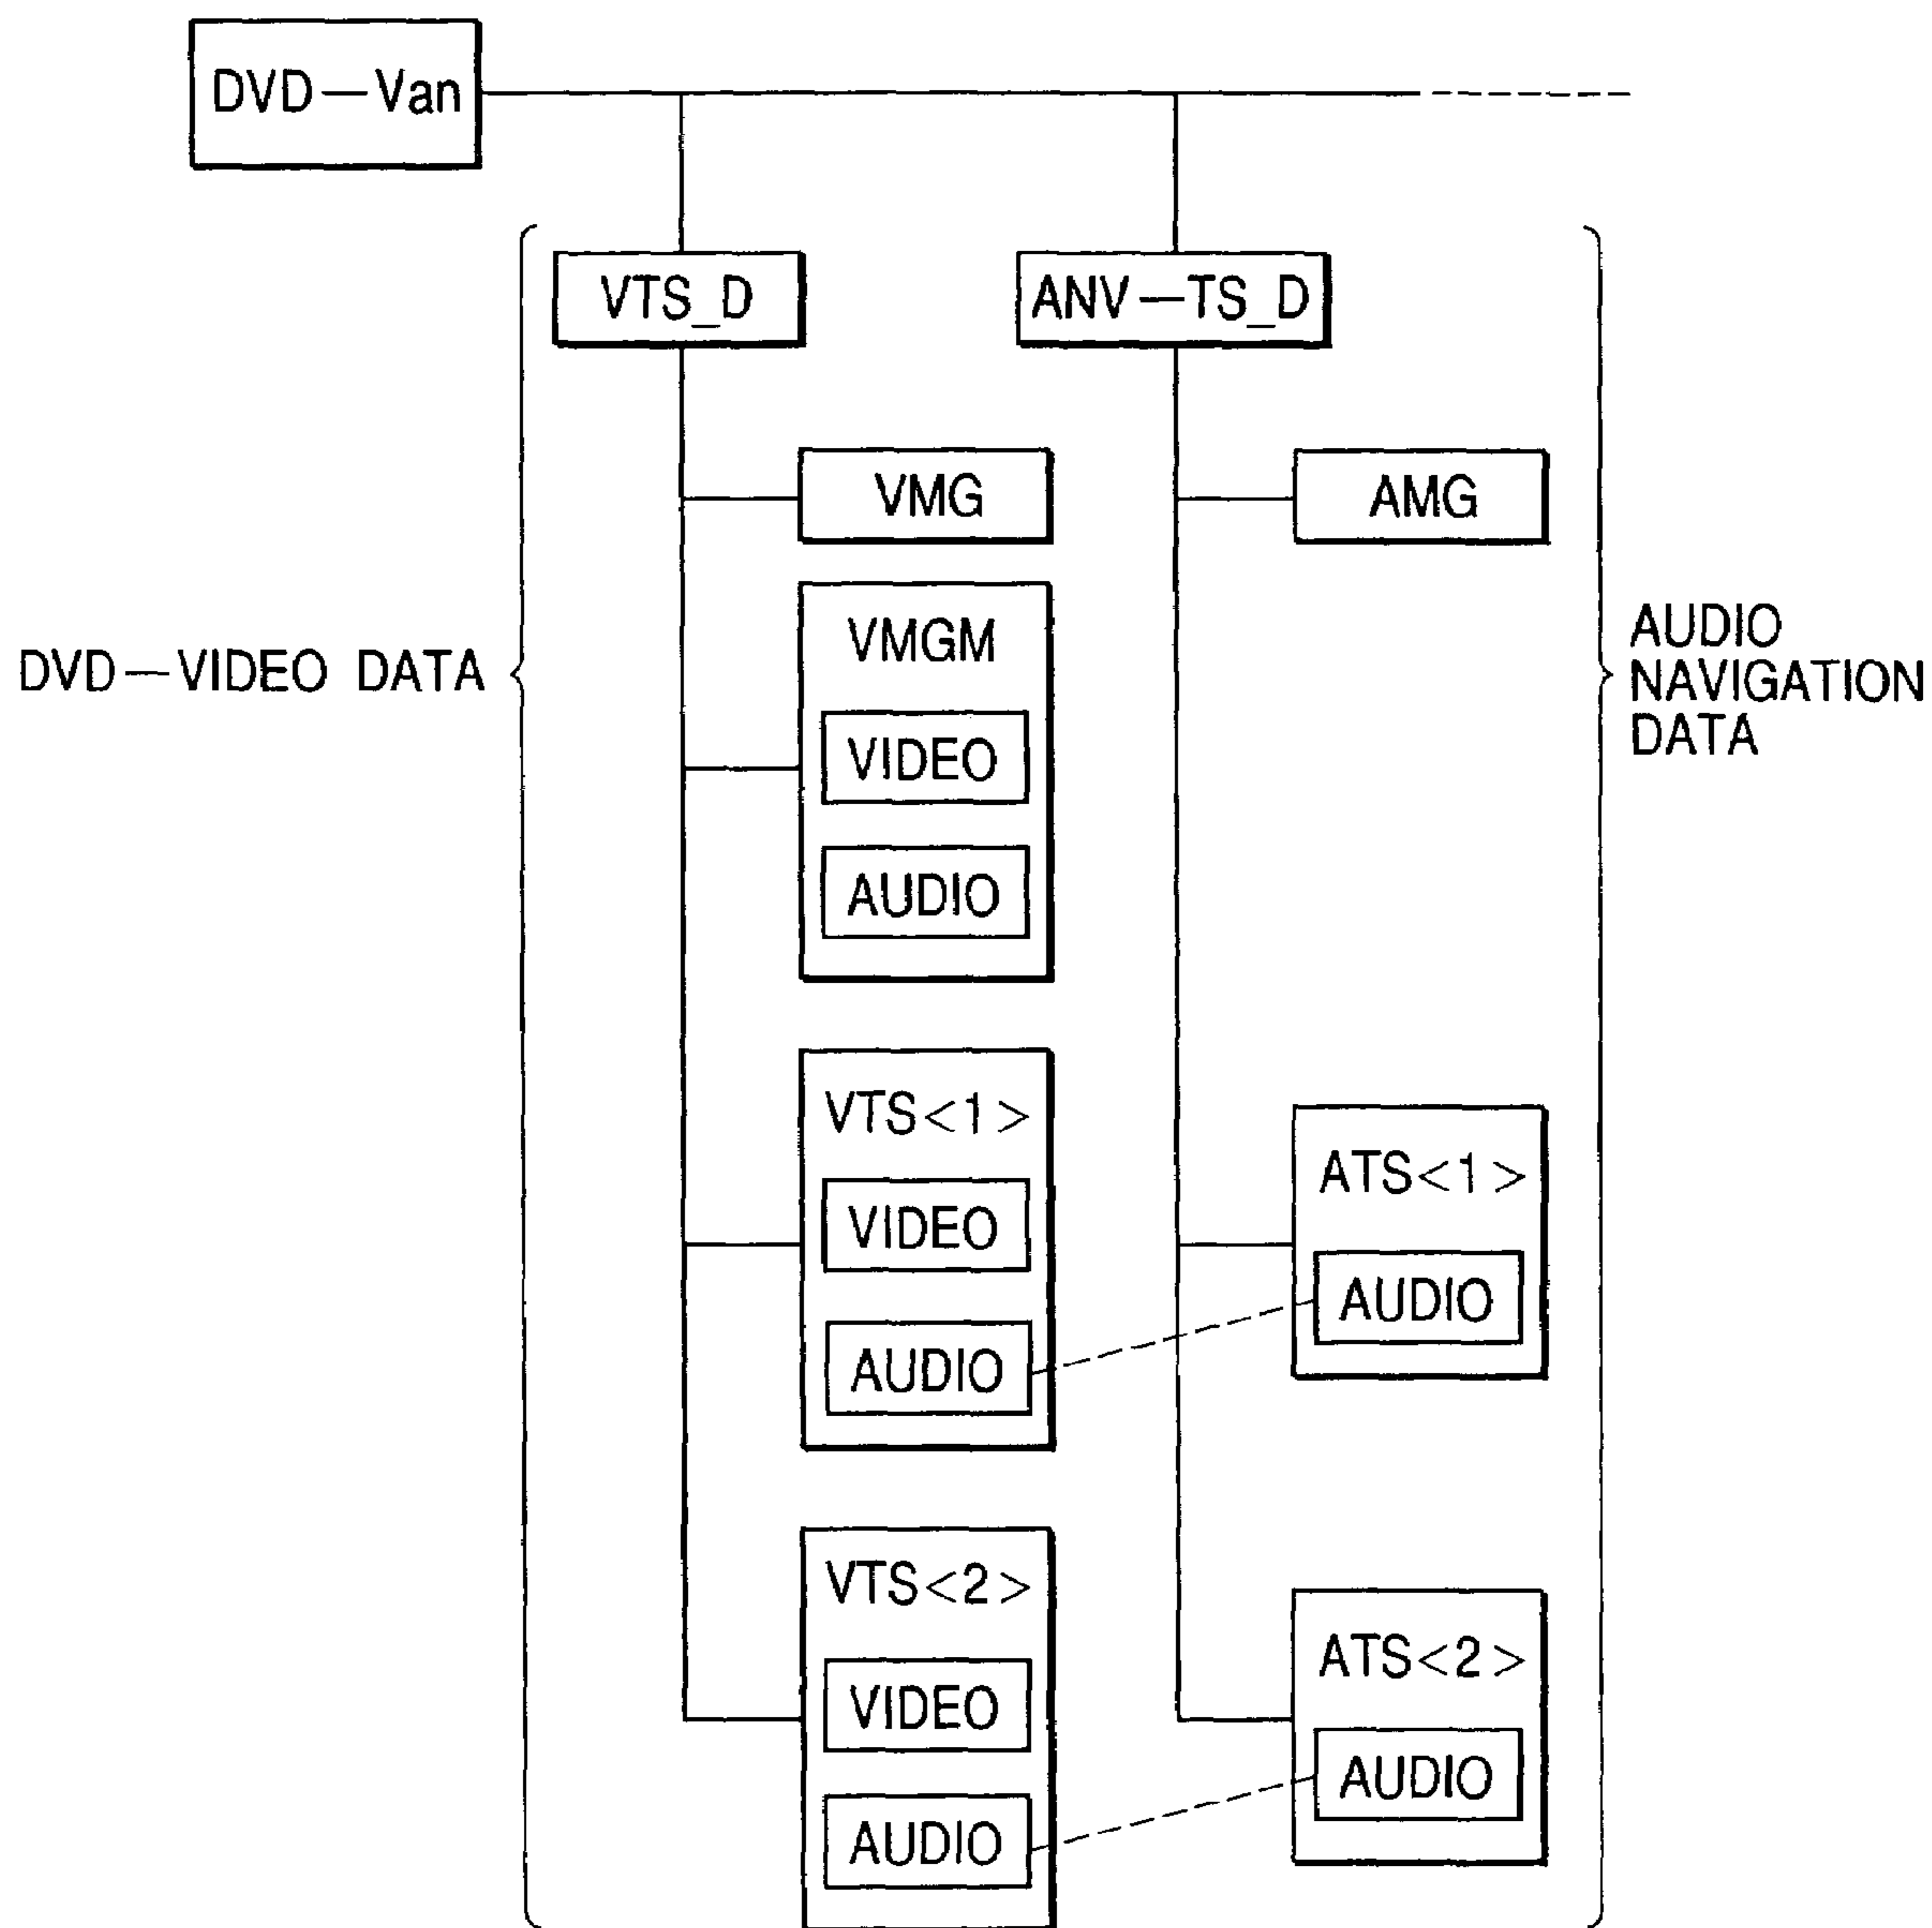 DVD—Van
VTS_D
ANV—TS_D
VMG
AMG
VMGM
VIDEO
AUDIO
DVD—VIDEO DATA
AUDIO
NAVIGATION
DATA
VTS<1>
VIDEO
AUDIO
ATS<1>
AUDIO
VTS<2>
VIDEO
AUDIO
ATS<2>
AUDIO